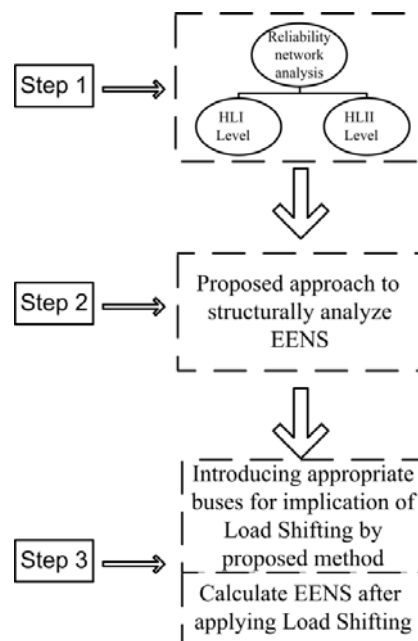 Step 1
Reliability
network
analysis
HLI
Level
HLII
Level
Step 2
Proposed approach to
structurally analyze
EENS
Step 3
Introducing appropriate
buses for implication of
Load Shifting by
proposed method
Calculate EENS after
applying Load Shifting